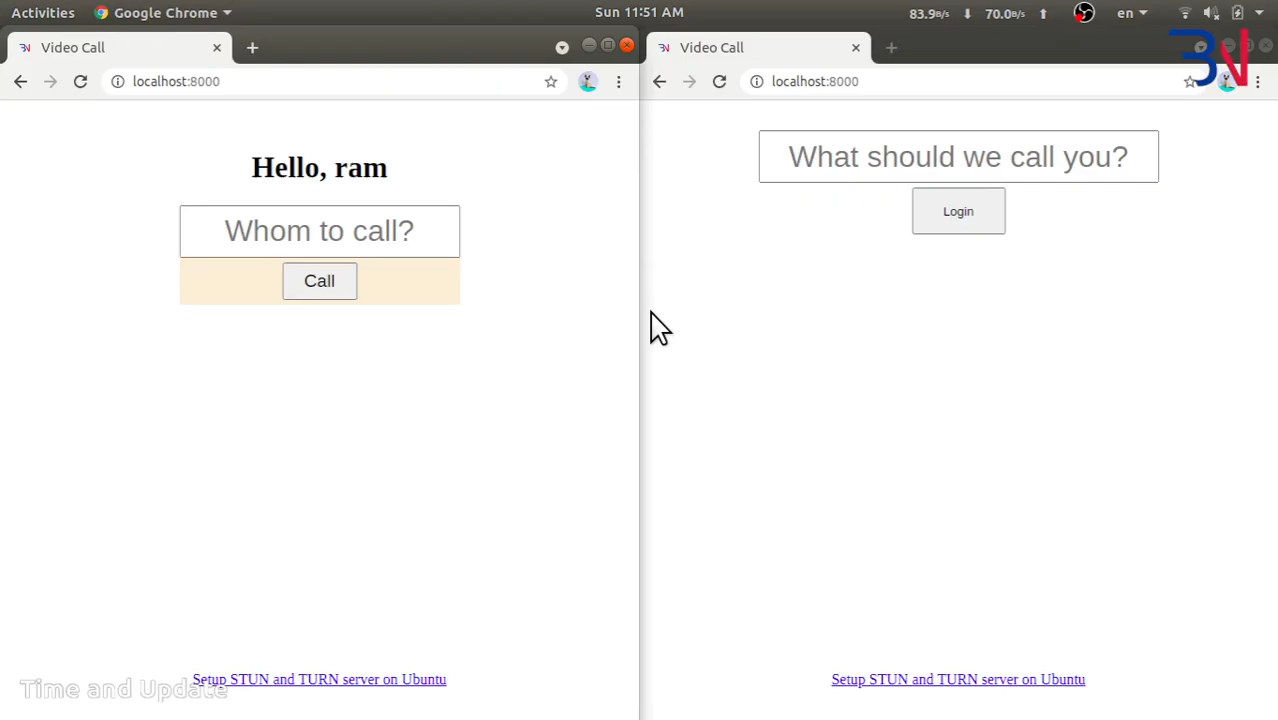 Activities Google Chrome Sun 11:51 AM 83.9B/s 70.0B/s en
Video Call
localhost:8000
Hello, ram
Whom to call?
Call
Setup STUN and TURN server on Ubuntu
Time and Update
Video Call
BN
localhost:8000
What should we call you?
Login
Setup STUN and TURN server on Ubuntu